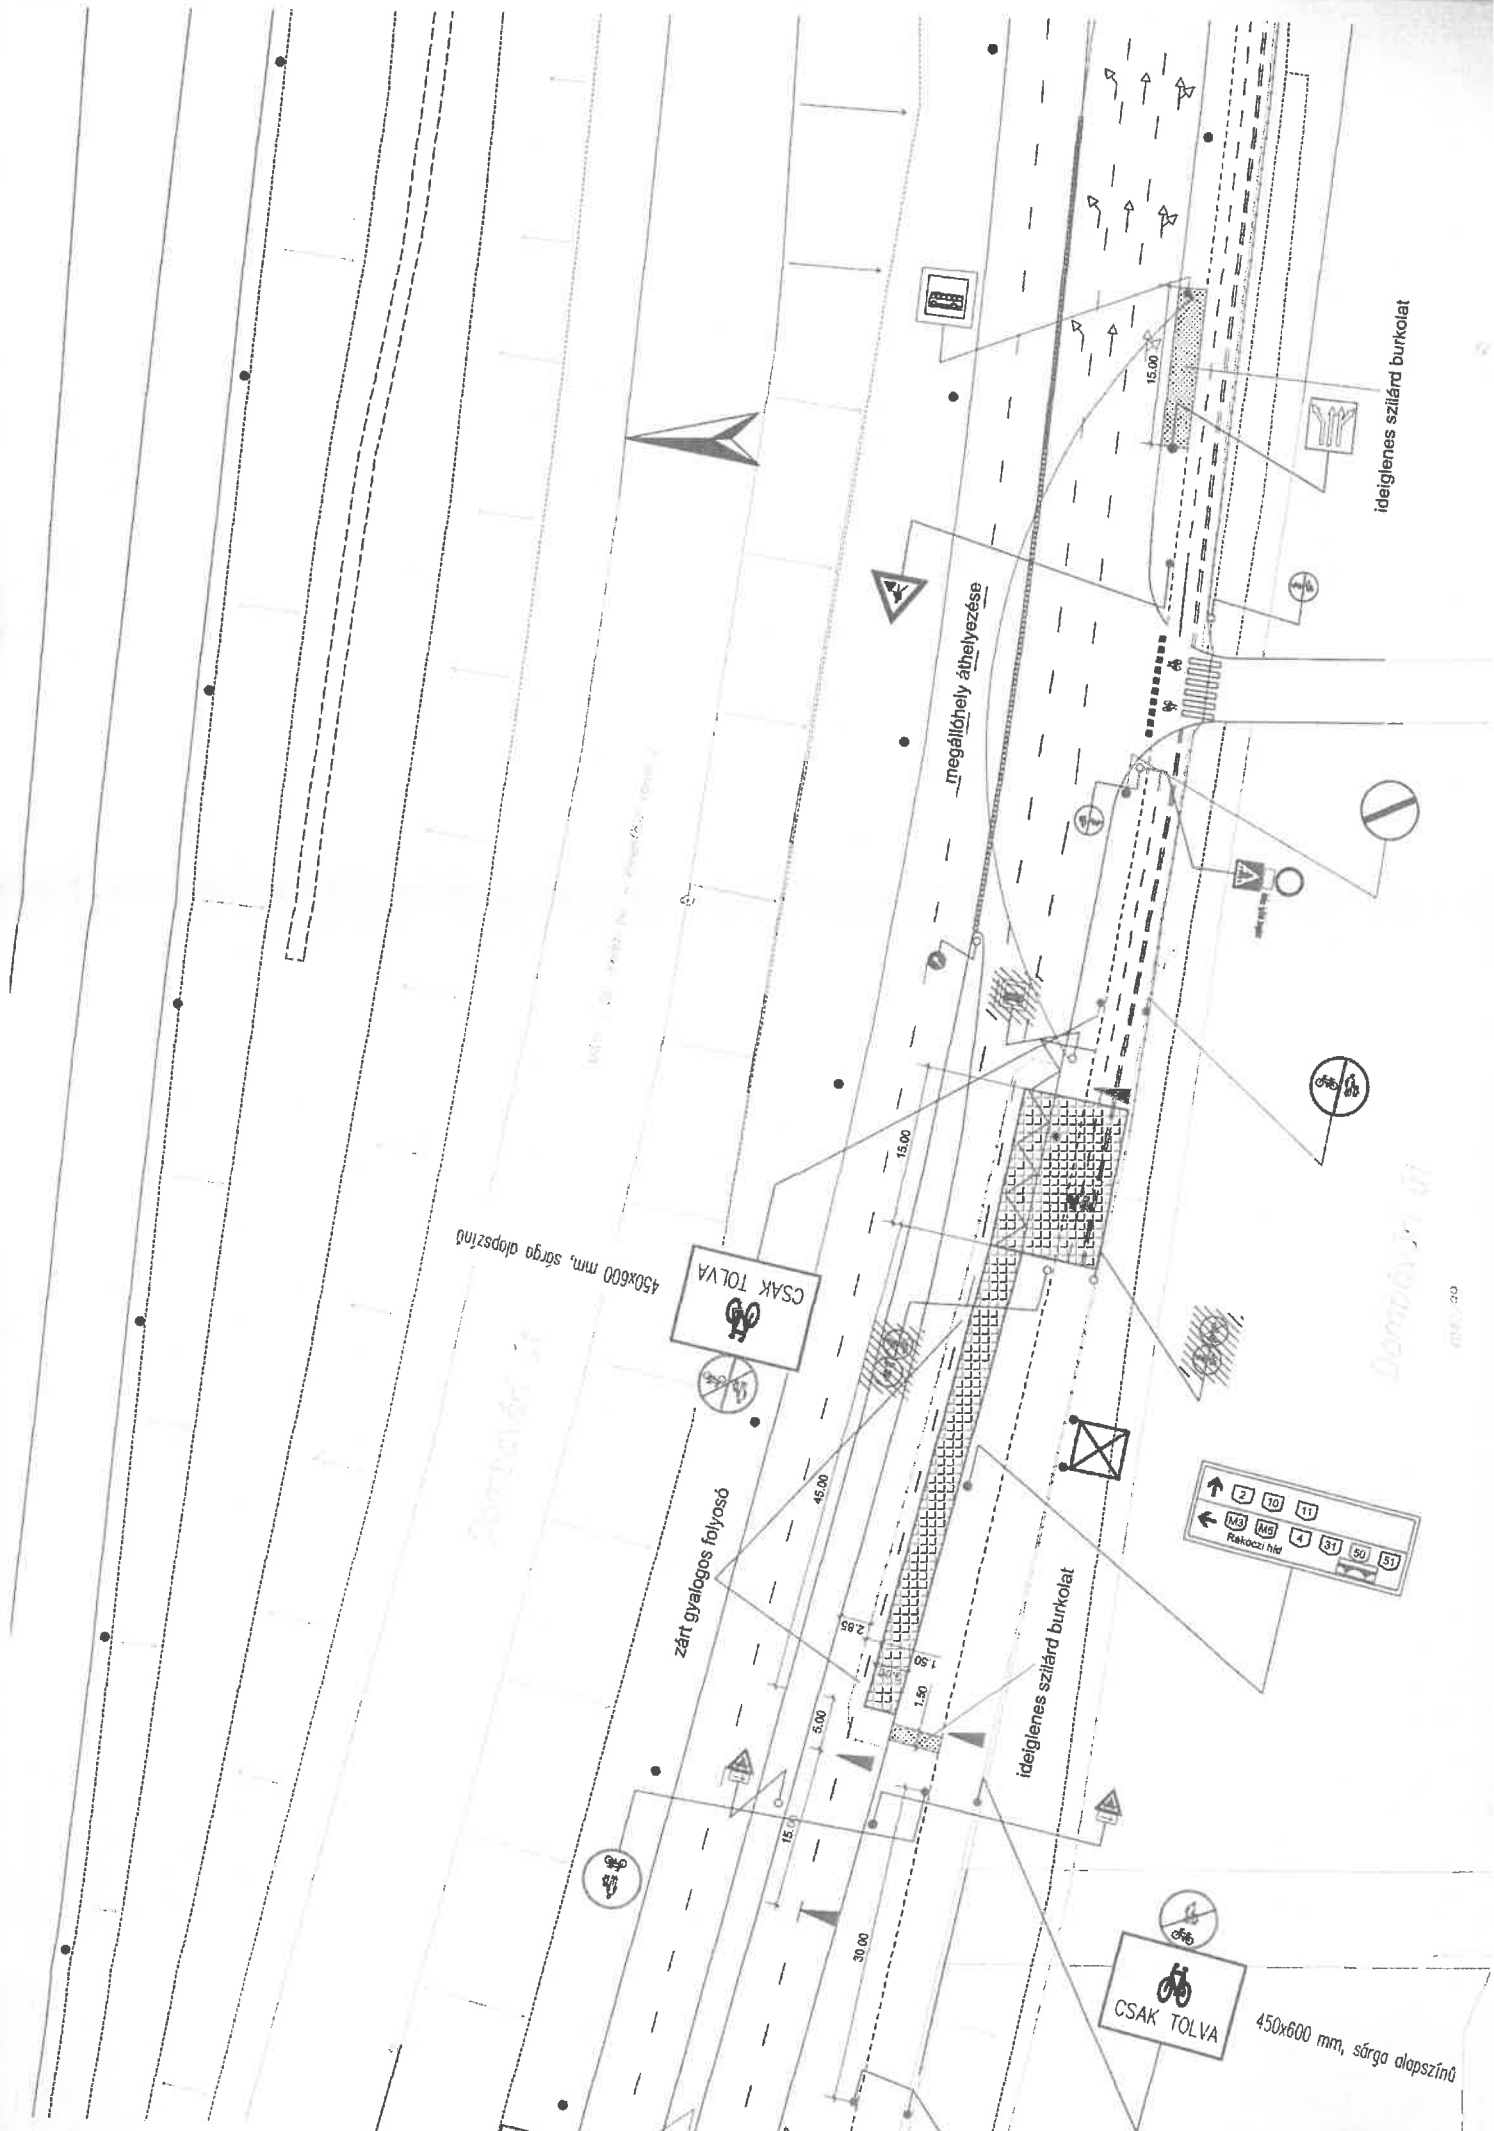 15.00
ideiglenes szilárd burkolat
megállóhely áthelyezése
15.00
450x600 mm, sárga alapszínű
CSAK TOLVA
45.00
zárt gyalogos folyosó
2 10 11
M3 M5 4 31 50 51
Rákóczi híd
2.85
1.50
1.50
5.00
ideiglenes szilárd burkolat
15.00
30.00
CSAK TOLVA
450x600 mm, sárga alapszínű